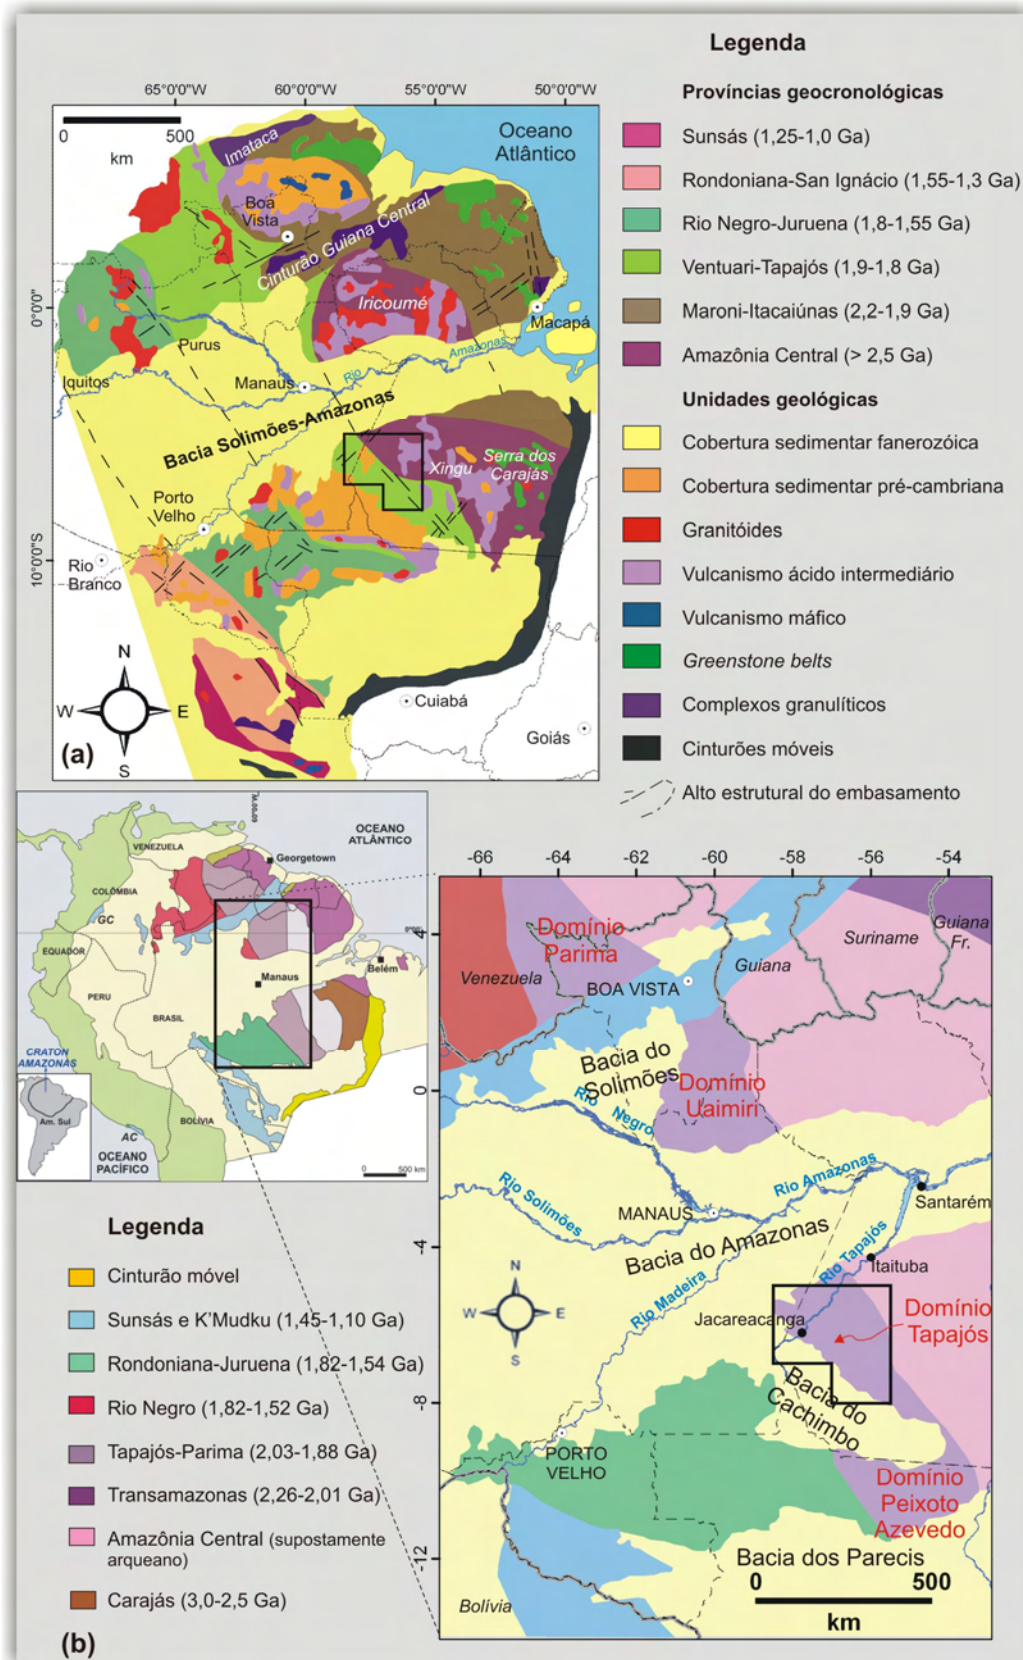 Legenda
Províncias geocronológicas
Sunsás (1,25-1,0 Ga)
Rondoniana-San Ignácio (1,55-1,3 Ga)
Rio Negro-Juruena (1,8-1,55 Ga)
Ventuari-Tapajós (1,9-1,8 Ga)
Maroni-Itacaiúnas (2,2-1,9 Ga)
Amazônia Central (> 2,5 Ga)
Unidades geológicas
Cobertura sedimentar fanerozóica
Cobertura sedimentar pré-cambriana
Granitóides
Vulcanismo ácido intermediário
Vulcanismo máfico
Greenstone belts
Complexos granulíticos
Cinturões móveis
Alto estrutural do embasamento
65°00'W 60°00'W 55°00'W 50°00'W
0 500
km
Oceano
Atlântico
Imataca
Boa
Vista
Cinturão Guiana Central
Iricoumé
0°0'0"
Macapá
Purus
Amazonas
Rio
Iquitos
Manaus
Bacia Solimões-Amazonas
Xingu
Serra dos
Carajás
Porto
Velho
10°0'0"S
Rio
Branco
N
W E
S
Cuiabá
Goiás
(a)
60°00'W
OCEANO
ATLÂNTICO
VENEZUELA
Georgetown
COLÔMBIA
GC
0°00'
EQUADOR
Belém
Manaus
PERU
BRASIL
CRATON
AMAZONAS
Am. Sul
BOLÍVIA
AC
OCEANO
PACÍFICO
0 500 km
Legenda
Cinturão móvel
Sunsás e K'Mudku (1,45-1,10 Ga)
Rondoniana-Juruena (1,82-1,54 Ga)
Rio Negro (1,82-1,52 Ga)
Tapajós-Parima (2,03-1,88 Ga)
Transamazonas (2,26-2,01 Ga)
Amazônia Central (supostamente
arqueano)
Carajás (3,0-2,5 Ga)
(b)
-66 -64 -62 -60 -58 -56 -54
4
0
-4
-8
-12
Domínio
Parima
Venezuela
BOA VISTA
Guiana
Suriname
Guiana
Fr.
Bacia do
Solimões
Domínio
Uaimiri
Rio Negro
Rio Solimões
Rio Amazonas
Santarém
MANAUS
Bacia do Amazonas
Rio Tapajós
Itaituba
Rio Madeira
N
W E
S
Jacareacanga
Domínio
Tapajós
Bacia do
Cachimbo
PORTO
VELHO
Domínio
Peixoto
Azevedo
Bacia dos Parecis
0 500
km
Bolívia